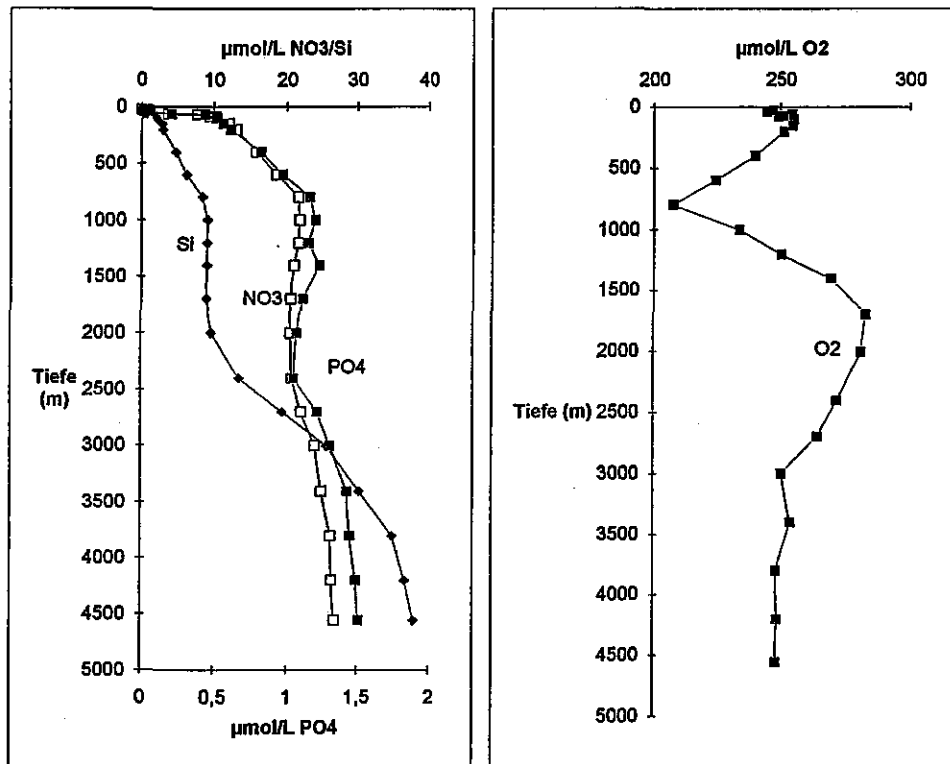 µmol/L NO3/Si
0 10 20 30 40
0
500
1000
1500
2000
2500
3000
3500
4000
4500
5000
Tiefe
(m)
Si
NO3
PO4
0 0,5 1 1,5 2
µmol/L PO4
µmol/L O2
200 250 300
0
500
1000
1500
2000
2500
3000
3500
4000
4500
5000
Tiefe (m)
O2